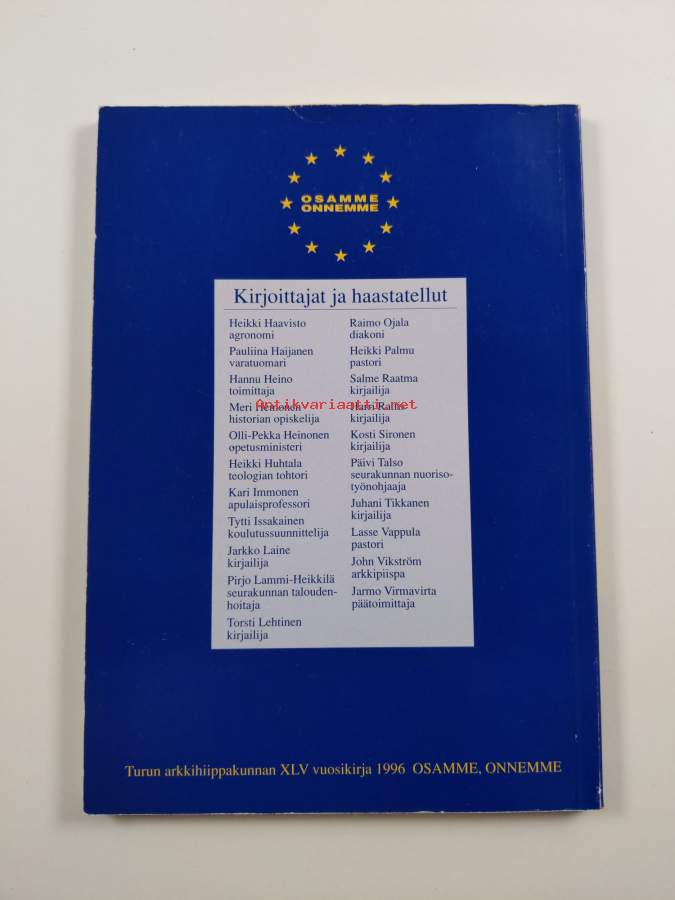 OSAMME
ONNEMME
Kirjoittajat ja haastatellut
Heikki Haavisto
agronomi
Pauliina Haijanen
varatuomari
Hannu Heino
toimittaja
Meri
historian opiskelija
Olli-Pekka Heinonen
opetusministeri
Heikki Huhtala
teologian tohtori
Kari Immonen
apulaisprofessori
Tytti Issakainen
koulutussuunnittelija
Jarkko Laine
kirjailija
Pirjo Lammi-Heikkilä
seurakunnan talouden-
hoitaja
Torsti Lehtinen
kirjailija
Raimo Ojala
diakoni
Heikki Palmu
pastori
Salme Raatma
kirjailija
Harri Raitis
kirjailija
Kosti Sironen
kirjailija
Päivi Talso
seurakunnan nuoriso-
työnohjaaja
Juhani Tikkanen
kirjailija
Lasse Vappula
pastori
John Vikström
arkkipiispa
Jarmo Virmavirta
päätoimittaja
Antikvariaatti.net
Turun arkkihiippakunnan XLV vuosikirja 1996 OSAMME, ONNEMME